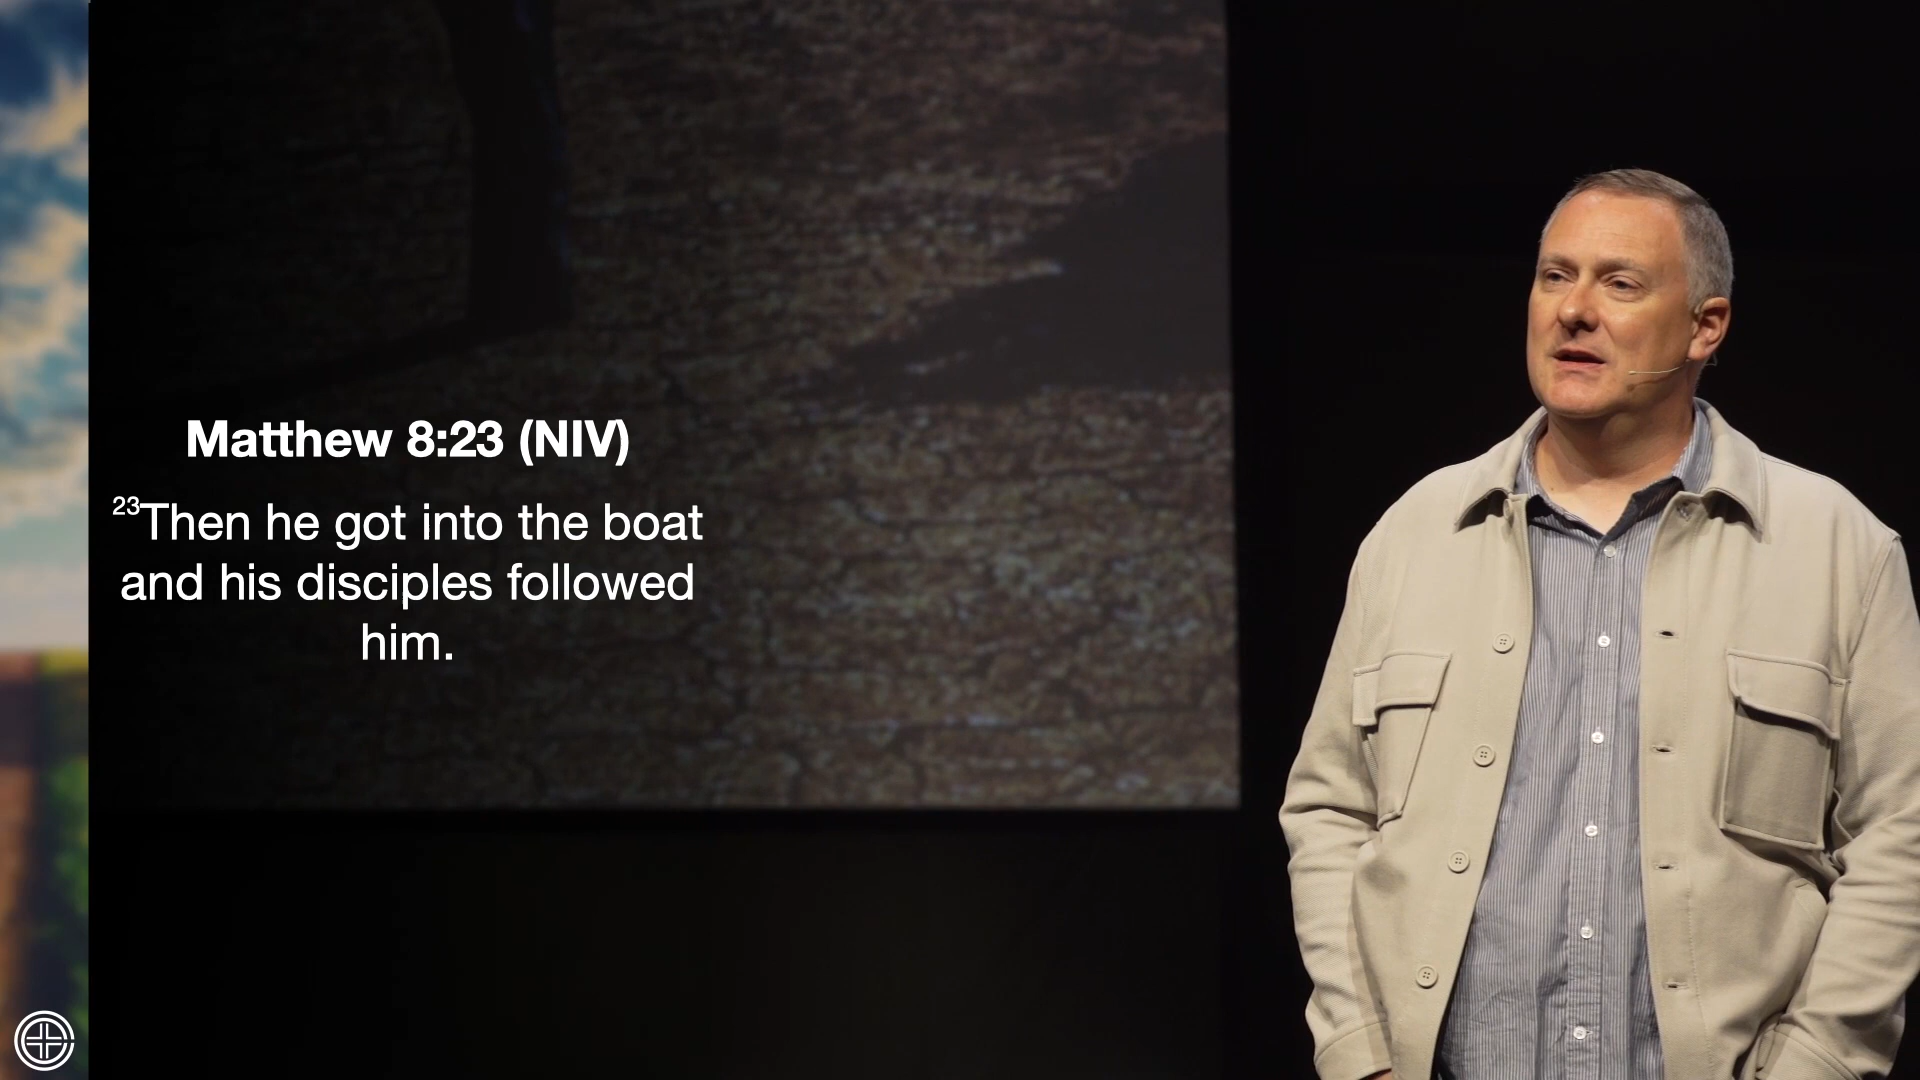 Matthew 8:23 (NIV)
23Then he got into the boat
and his disciples followed
him.